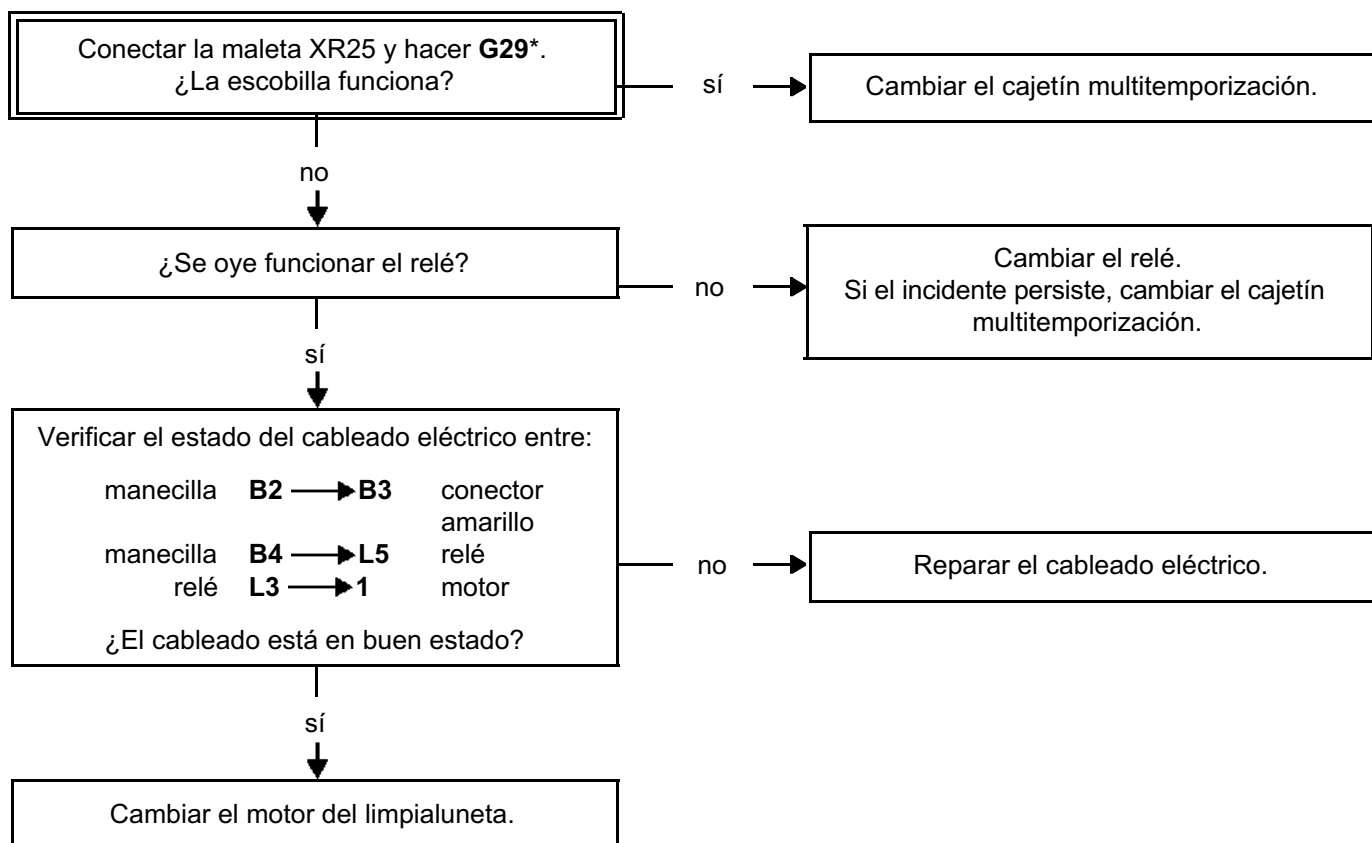 Conectar la maleta XR25 y hacer G29*.
¿La escobilla funciona?
sí
Cambiar el cajetín multitemporización.
no
¿Se oye funcionar el relé?
no
Cambiar el relé.
Si el incidente persiste, cambiar el cajetín
multitemporización.
sí
Verificar el estado del cableado eléctrico entre:
manecilla B2 B3 conector
amarillo
manecilla B4 L5 relé
relé L3 1 motor
¿El cableado está en buen estado?
no
Reparar el cableado eléctrico.
sí
Cambiar el motor del limpialuneta.